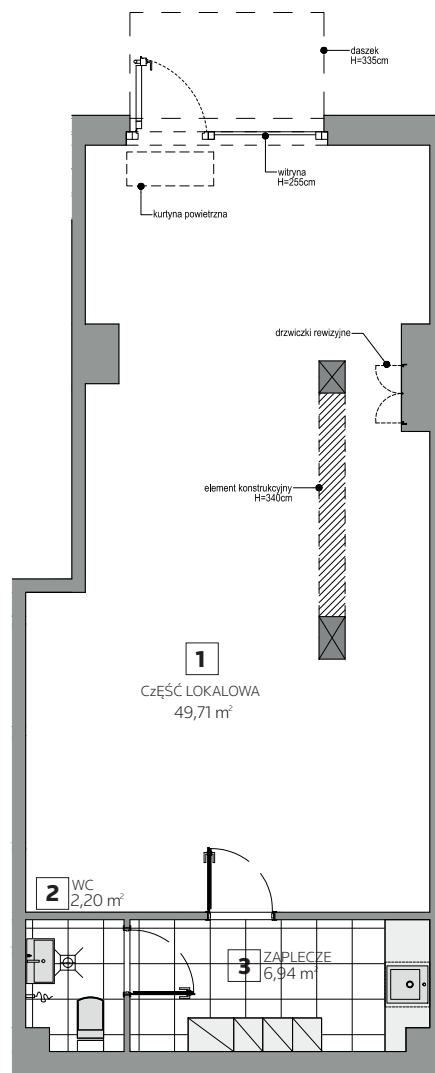 daszek
H=335cm
witryna
H=255cm
kurtyna powietrzna
drzwiczki rewizyjne
element konstrukcyjny
H=340cm
1
CzĘŚĆ LOKALOWA
49,71 m²
2 WC
2,20 m²
3 ZAPLECZE
6,94 m²